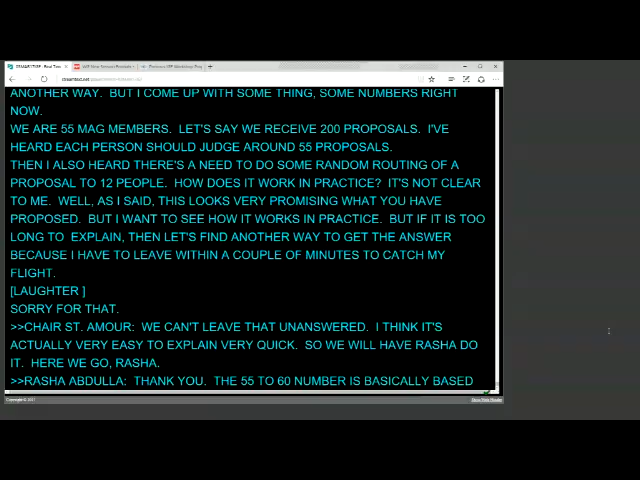 ANOTHER WAY.  BUT I COME UP WITH SOME THING, SOME NUMBERS RIGHT
NOW.
WE ARE 55 MAG MEMBERS.  LET'S SAY WE RECEIVE 200 PROPOSALS.  I'VE
HEARD EACH PERSON SHOULD JUDGE AROUND 55 PROPOSALS.
THEN I ALSO HEARD THERE'S A NEED TO DO SOME RANDOM ROUTING OF A
PROPOSAL TO 12 PEOPLE.  HOW DOES IT WORK IN PRACTICE?  IT'S NOT CLEAR
TO ME.  WELL, AS I SAID, THIS LOOKS VERY PROMISING WHAT YOU HAVE
PROPOSED.  BUT I WANT TO SEE HOW IT WORKS IN PRACTICE.  BUT IF IT IS TOO
LONG TO  EXPLAIN, THEN LET'S FIND ANOTHER WAY TO GET THE ANSWER
BECAUSE I HAVE TO LEAVE WITHIN A COUPLE OF MINUTES TO CATCH MY
FLIGHT.
[LAUGHTER ]
SORRY FOR THAT.
>>CHAIR ST. AMOUR:  WE CAN'T LEAVE THAT UNANSWERED.  I THINK IT'S
ACTUALLY VERY EASY TO EXPLAIN VERY QUICK.  SO WE WILL HAVE RASHA DO
IT.  HERE WE GO, RASHA.
>>RASHA ABDULLA:  THANK YOU.  THE 55 TO 60 NUMBER IS BASICALLY BASED